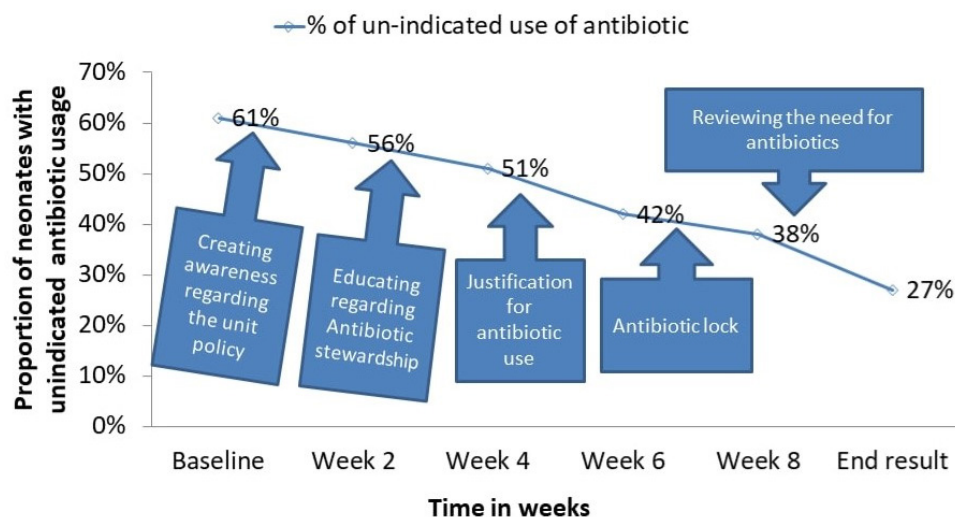 % of un-indicated use of antibiotic
Proportion of neonates with
unindicated antibiotic usage
70%
60%
50%
40%
30%
20%
10%
0%
61%
56%
51%
42%
38%
27%
Creating
awareness
regarding
the unit
policy
Educating
regarding
Antibiotic
stewardship
Justification
for
antibiotic
use
Antibiotic lock
Reviewing the need for
antibiotics
Baseline
Week 2
Week 4
Week 6
Week 8
End result
Time in weeks